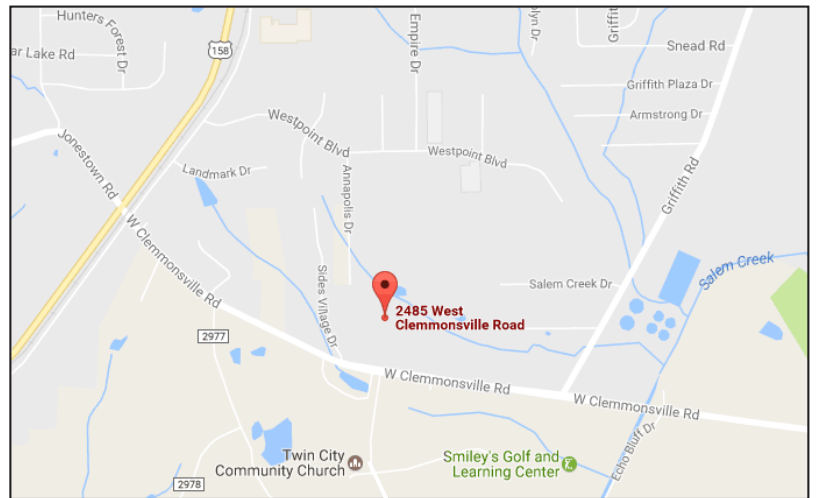 Hunters Forest Dr
ar Lake Rd
158
Empire Dr
olyn Dr
Griffit
Snead Rd
Griffith Plaza Dr
Armstrong Dr
Jonestown Rd
Westpoint Blvd
Westpoint Blvd
Landmark Dr
Annapolis Dr
Griffith Rd
W Clemmonsville Rd
Sides Village Dr
Salem Creek
Salem Creek Dr
2485 West
Clemmonsville Road
2977
W Clemmonsville Rd
W Clemmonsville Rd
Echo Bluff Dr
Twin City
Community Church
Smiley's Golf and
Learning Center
2978